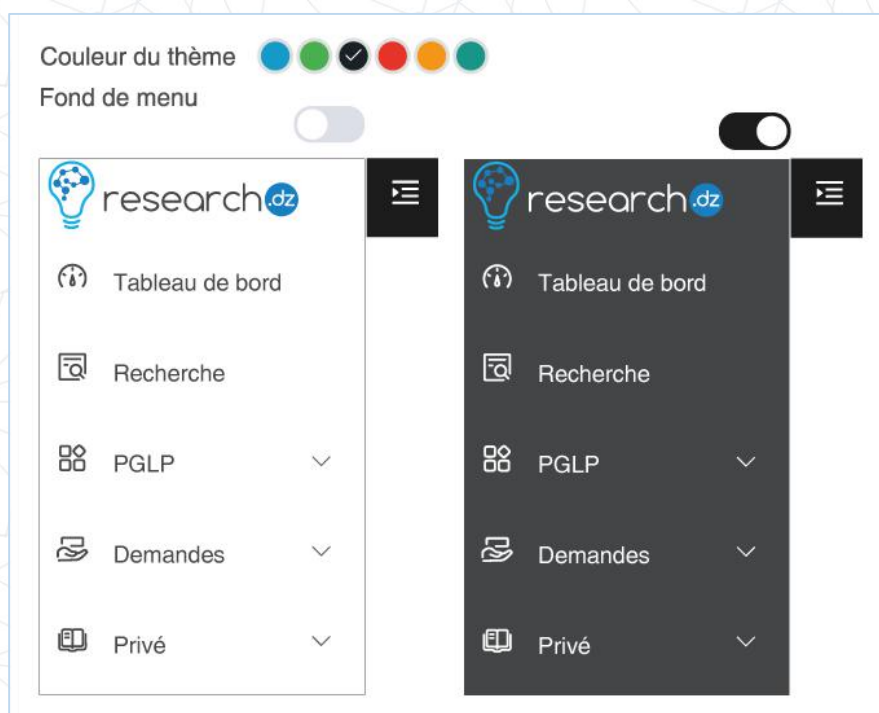 Couleur du thème
Fond de menu
research.dz
Tableau de bord
Recherche
PGLP
Demandes
Privé
research.dz
Tableau de bord
Recherche
PGLP
Demandes
Privé